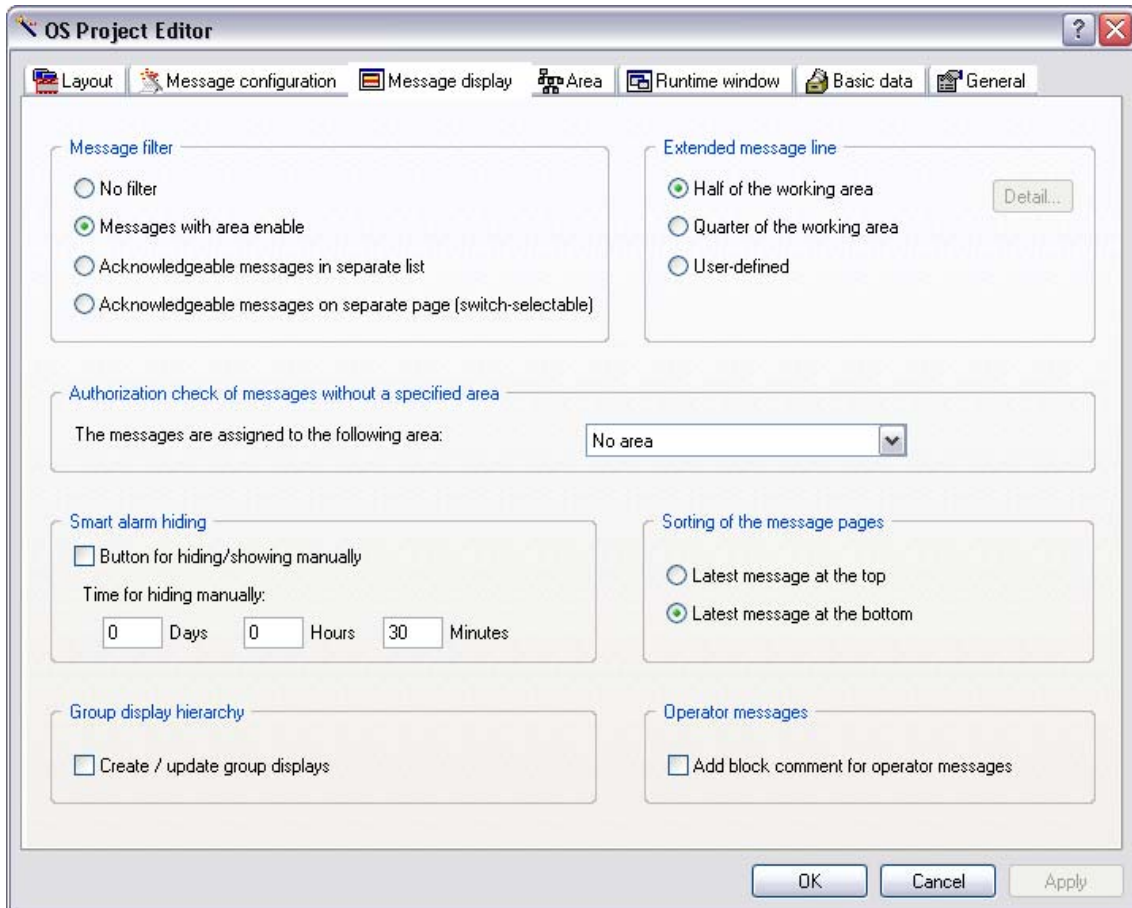 OS Project Editor
Layout Message configuration Message display Area Runtime window Basic data General
Message filter
No filter
Messages with area enable
Acknowledgeable messages in separate list
Acknowledgeable messages on separate page (switch-selectable)
Extended message line
Half of the working area
Detail...
Quarter of the working area
User-defined
Authorization check of messages without a specified area
The messages are assigned to the following area: No area
Smart alarm hiding
Button for hiding/showing manually
Time for hiding manually:
0 Days 0 Hours 30 Minutes
Sorting of the message pages
Latest message at the top
Latest message at the bottom
Group display hierarchy
Create / update group displays
Operator messages
Add block comment for operator messages
OK Cancel Apply